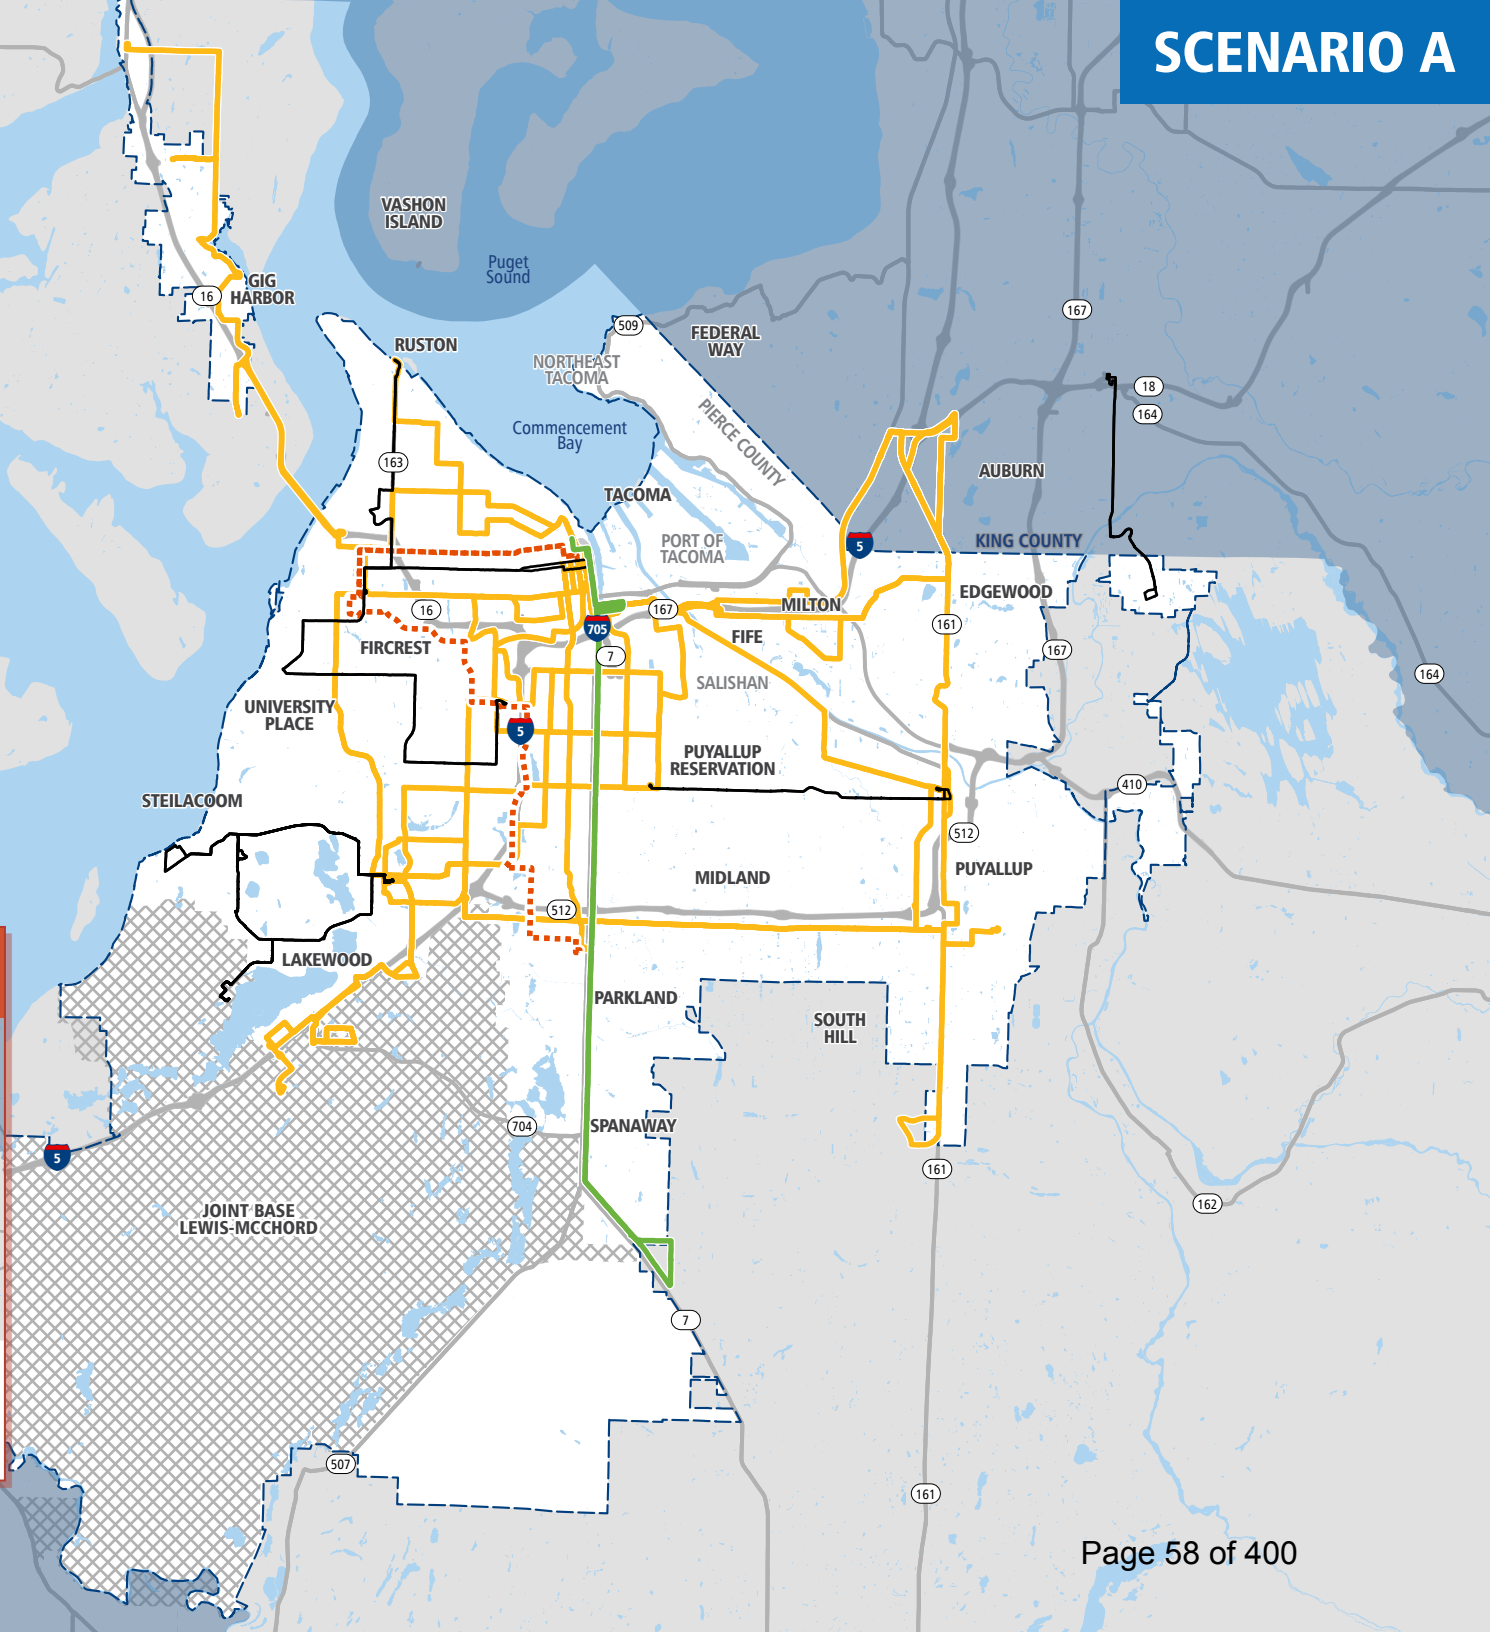 SCENARIO A
VASHON
ISLAND
Puget
Sound
GIG
HARBOR
16
509
FEDERAL
WAY
167
RUSTON
NORTHEAST
TACOMA
18
164
PIERCE COUNTY
Commencement
Bay
163
AUBURN
TACOMA
PORT OF
TACOMA
5
KING COUNTY
EDGEWOOD
16
167
MILTON
705
161
FIFE
FIRCREST
7
167
164
SALISHAN
UNIVERSITY
PLACE
5
PUYALLUP
RESERVATION
410
STEILACOOM
512
MIDLAND
PUYALLUP
512
LAKEWOOD
PARKLAND
SOUTH
HILL
704
SPANAWAY
5
161
JOINT BASE
LEWIS-MCCHORD
162
7
507
161
Page 58 of 400